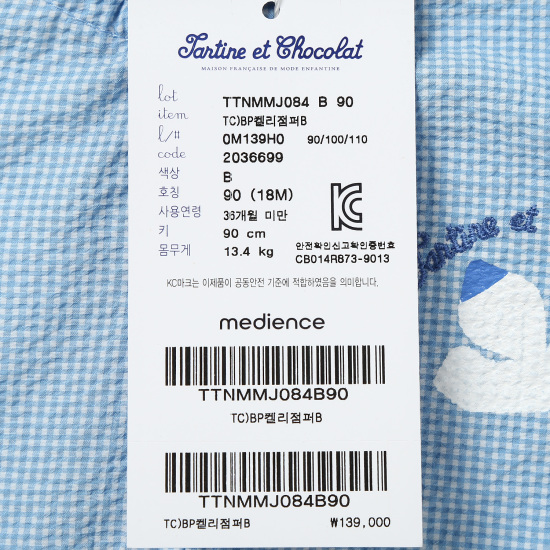 Tartine et Chocolat
MAISON FRANÇAISE DE MODE ENFANTINE
lot TTNMMJ084 B 90
item TC)BP켈리점퍼B
l/# 0M139H0 90/100/110
code 2036699
색상 B
호칭 90 (18M)
사용연령 36개월 미만
키 90 cm
몸무게 13.4 kg
안전확인신고확인증번호
CB014R873-9013
KC마크는 이제품이 공동안전 기준에 적합하였음을 의미합니다.
medience
TTNMMJ084B90
TC)BP켈리점퍼B
TTNMMJ084B90
TC)BP켈리점퍼B ₩139,000
Tartine et